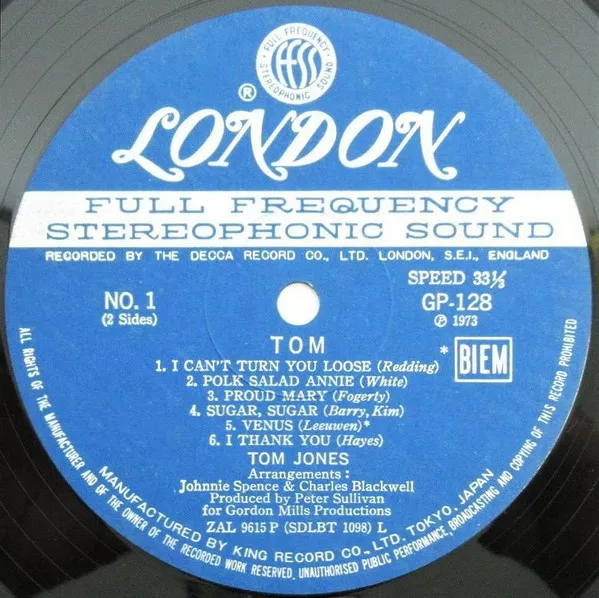 FULL FREQUENCY
ffss
STEREOPHONIC SOUND
®
LONDON
FULL FREQUENCY
STEREOPHONIC SOUND
RECORDED BY THE DECCA RECORD CO., LTD. LONDON, S.E.I., ENGLAND
SPEED 33⅓
NO. 1
GP-128
(2 Sides)
℗ 1973
TOM
* BIEM
1. I CAN'T TURN YOU LOOSE (Redding)
2. POLK SALAD ANNIE (White)
3. PROUD MARY (Fogerty)
4. SUGAR, SUGAR (Barry, Kim)
5. VENUS (Leeuwen)*
6. I THANK YOU (Hayes)
TOM JONES
Arrangements :
Johnnie Spence & Charles Blackwell
Produced by Peter Sullivan
for Gordon Mills Productions
ZAL 9615 P (SDLBT 1098) L
MANUFACTURED BY KING RECORD CO., LTD. TOKYO, JAPAN
ALL RIGHTS OF THE MANUFACTURER AND OF THE OWNER OF THE RECORDED WORK RESERVED, UNAUTHORISED PUBLIC PERFORMANCE, BROADCASTING AND COPYING OF THIS RECORD PROHIBITED